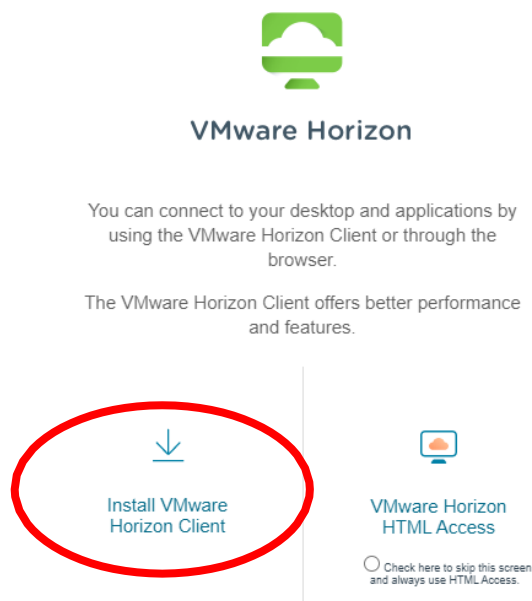 VMware Horizon
You can connect to your desktop and applications by
using the VMware Horizon Client or through the
browser.
The VMware Horizon Client offers better performance
and features.
Install VMware
Horizon Client
VMware Horizon
HTML Access
Check here to skip this screen
and always use HTML Access.